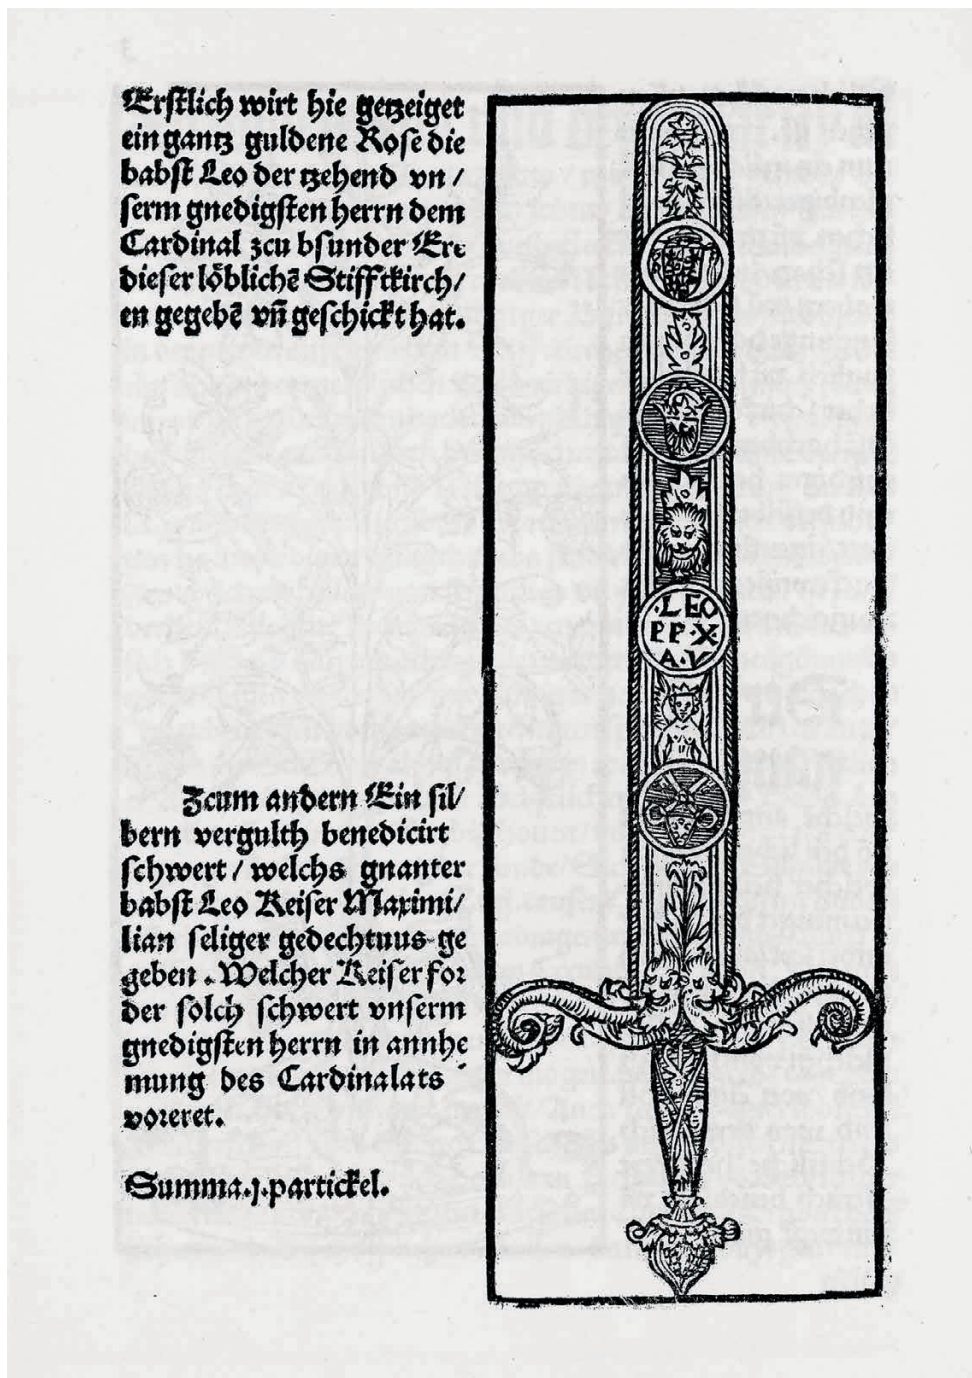 Erstlich wirt hie getzeiget
ein gantz guldene Rose die
babst Leo der tzehend vn /
serm gnedigsten herrn dem
Cardinal zcu bsunder Ere
dieser löblichē Stifftkirch/
en gegebē vn̄ geschickt hat.
Zcum andern Ein sil/
bern vergulth benedicirt
schwert / welchs gnanter
babst Leo Keiser Maximi/
lian seliger gedechtnus ge
geben . Welcher Keiser for
der solch schwert vnserm
gnedigsten herrn in annhe
mung des Cardinalats
voreret.
Summa.j.partickel.
·LEO
PP·X
A·V